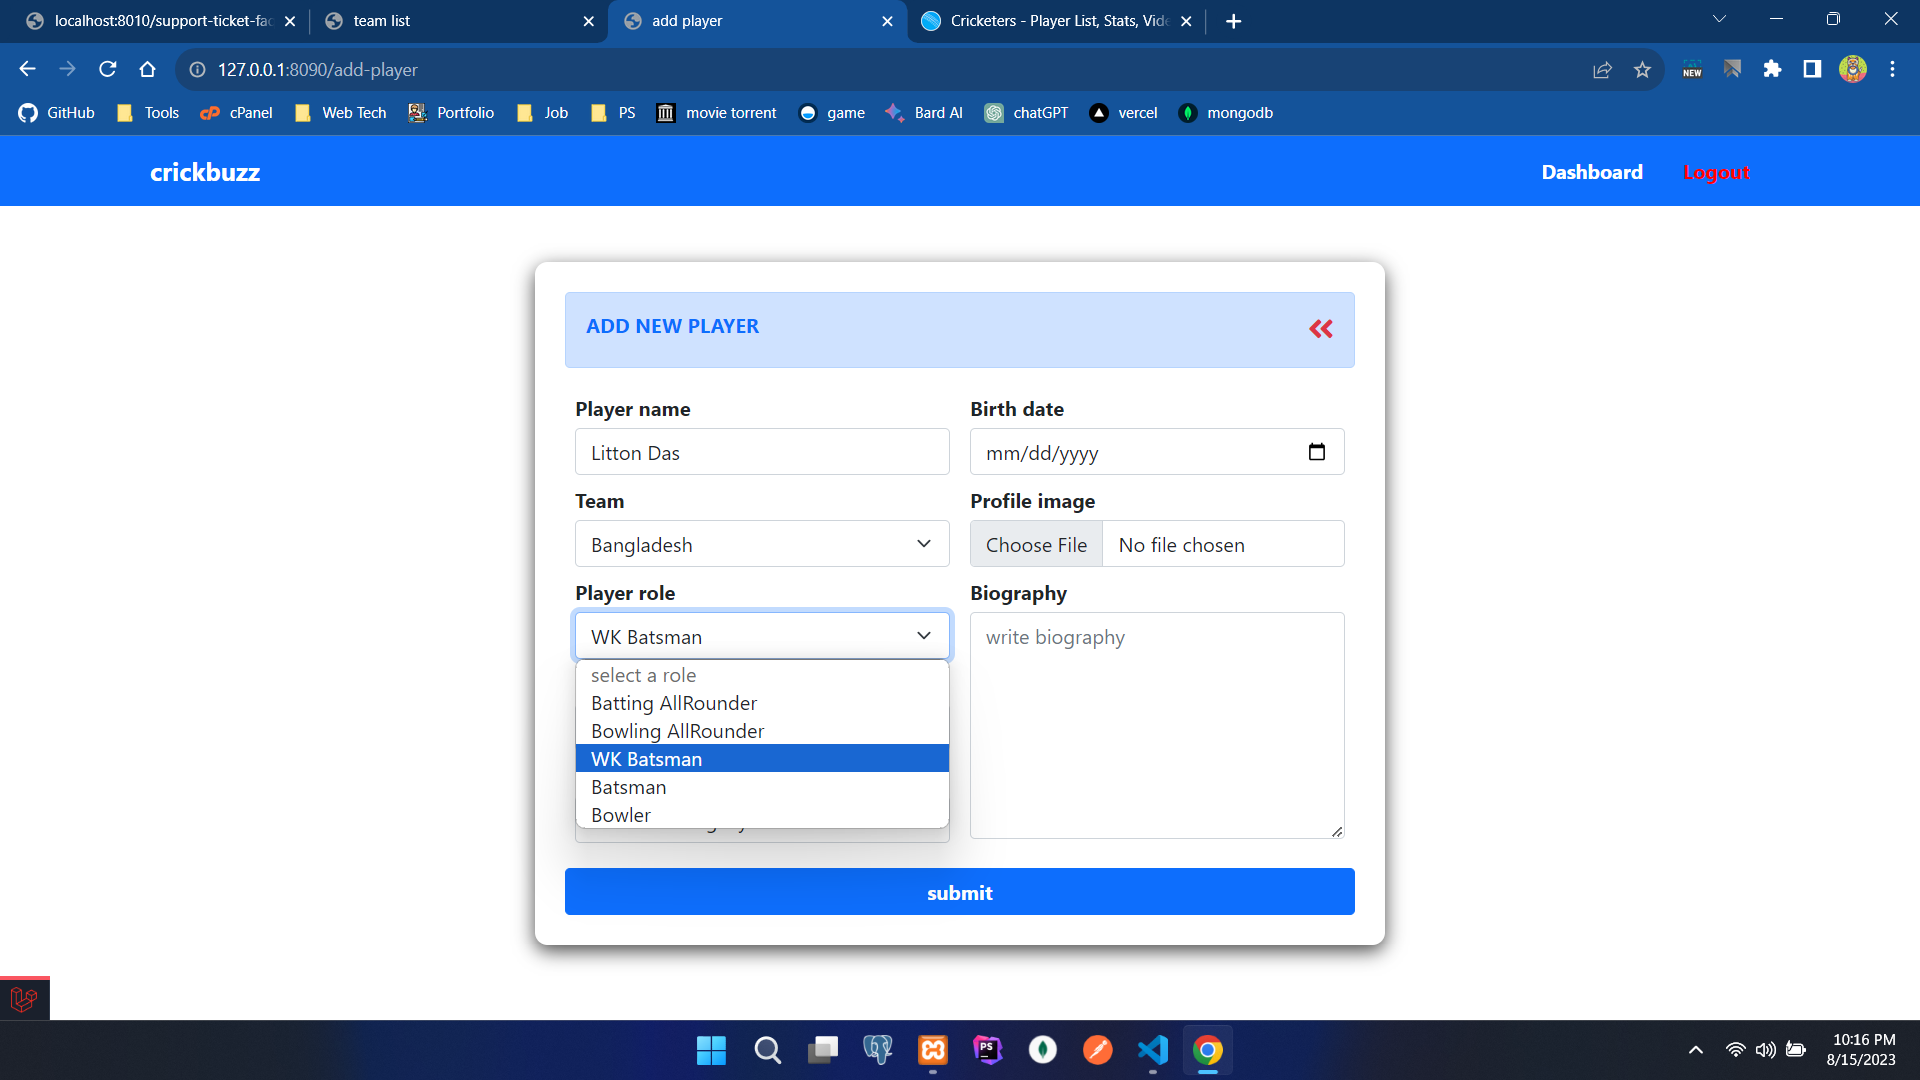 localhost:8010/support-ticket-fac
team list
add player
Cricketers - Player List, Stats, Vide
127.0.0.1:8090/add-player
NEW
GitHub
Tools
cPanel
Web Tech
Portfolio
Job
PS
movie torrent
game
Bard AI
chatGPT
vercel
mongodb
crickbuzz
Dashboard
Logout
ADD NEW PLAYER
Player name
Birth date
Litton Das
mm/dd/yyyy
Team
Profile image
Bangladesh
Choose File
No file chosen
Player role
Biography
WK Batsman
write biography
select a role
Batting AllRounder
Bowling AllRounder
WK Batsman
Batsman
Bowler
submit
PS
10:16 PM
8/15/2023